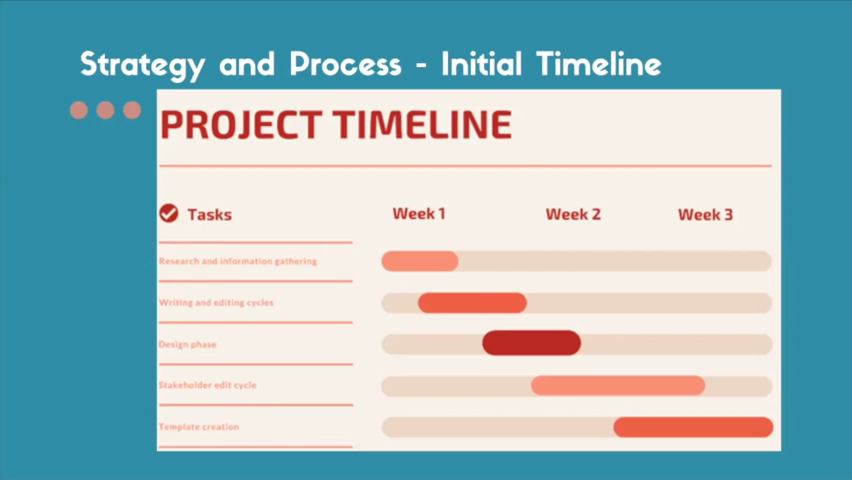 Strategy and Process - Initial Timeline
PROJECT TIMELINE
Tasks Week 1 Week 2 Week 3
Research and information gathering
Writing and editing cycles
Design phase
Stakeholder edit cycle
Template creation